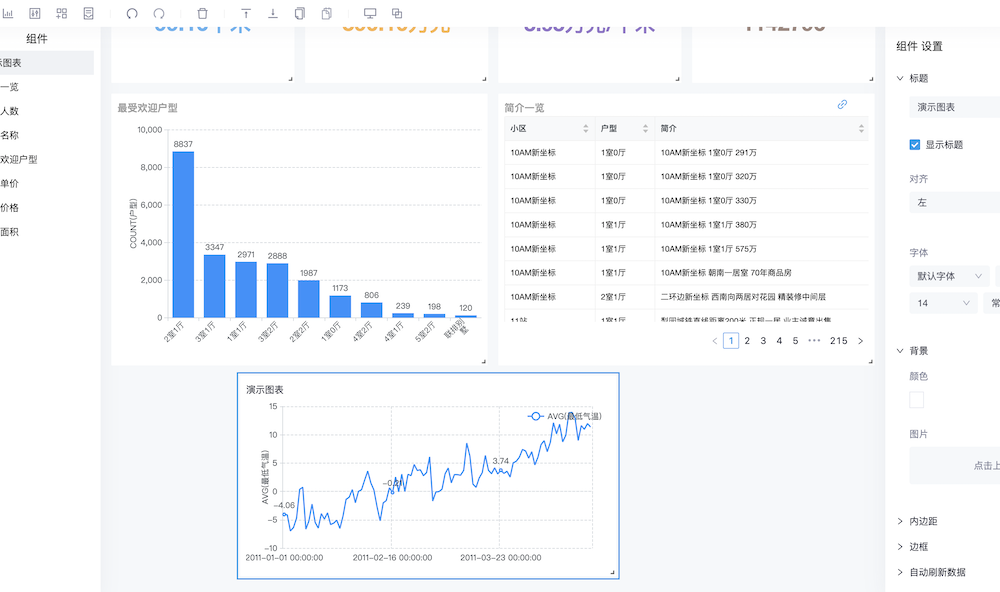 组件
组件 设置
一览
人数
名称
欢迎户型
单价
价格
面积
最受欢迎户型
COUNT(户型)
10,000
8,000
6,000
4,000
2,000
0
8837
3347
2971
2888
1987
1173
806
239
198
120
2室1厅
3室1厅
1室1厅
3室2厅
2室2厅
1室0厅
4室2厅
4室1厅
5室2厅
联排别墅
简介一览
小区 户型 简介
10AM新坐标 1室0厅 10AM新坐标 1室0厅 291万
10AM新坐标 1室0厅 10AM新坐标 1室0厅 320万
10AM新坐标 1室0厅 10AM新坐标 1室0厅 330万
10AM新坐标 1室1厅 10AM新坐标 1室1厅 380万
10AM新坐标 1室1厅 10AM新坐标 1室1厅 575万
10AM新坐标 1室1厅 10AM新坐标 朝南一居室 70年商品房
10AM新坐标 2室1厅 二环边新坐标 西南向两居对花园 精装修中间层
1 2 3 4 5 ••• 215
演示图表
AVG(最低气温)
AVG(最低气温)
15
10
5
0
-5
-10
-4.06
3.74
2011-01-01 00:00:00
2011-02-16 00:00:00
2011-03-23 00:00:00
标题
演示图表
显示标题
对齐
左
字体
默认字体
14
常
背景
颜色
图片
点击上
内边距
边框
自动刷新数据